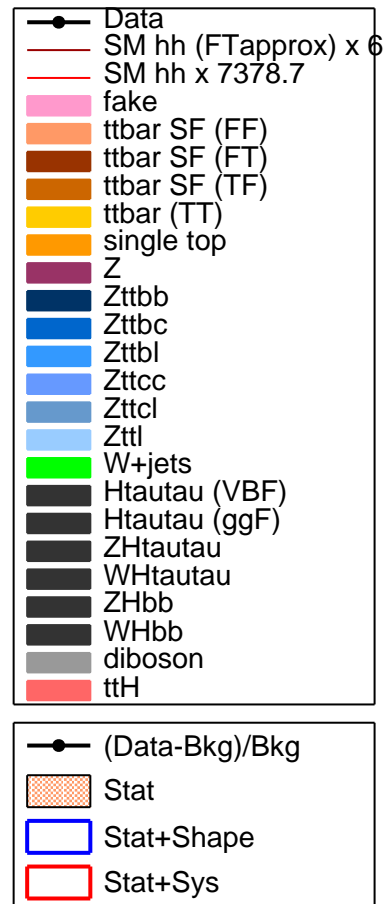 Data
SM hh (FTapprox) x 6
SM hh x 7378.7
fake
ttbar SF (FF)
ttbar SF (FT)
ttbar SF (TF)
ttbar (TT)
single top
Z
Zttbb
Zttbc
Zttbl
Zttcc
Zttcl
Zttl
W+jets
Htautau (VBF)
Htautau (ggF)
ZHtautau
WHtautau
ZHbb
WHbb
diboson
ttH
(Data-Bkg)/Bkg
Stat
Stat+Shape
Stat+Sys